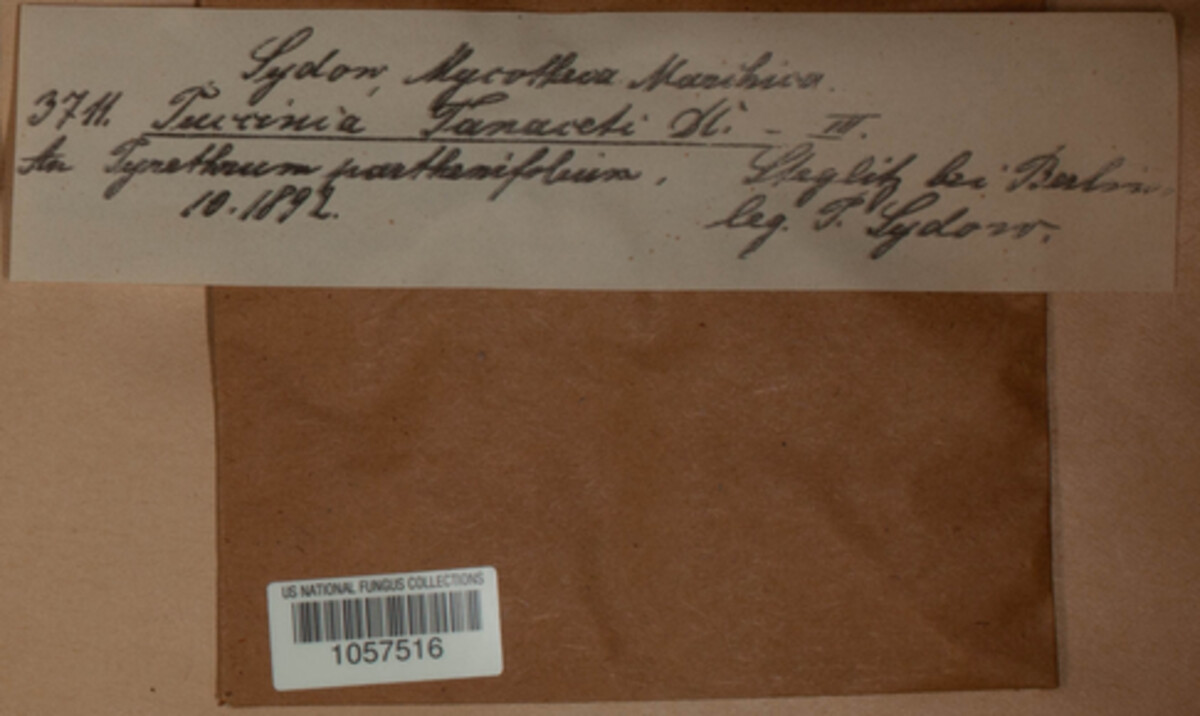 Sydow, Mycotheca Marchica.
3711. Puccinia Tanaceti DC. - III.
An Pyrethrum parthenifolium. Steglitz bei Berlin.
10.1892. leg. P. Sydow.
US NATIONAL FUNGUS COLLECTIONS
1057516